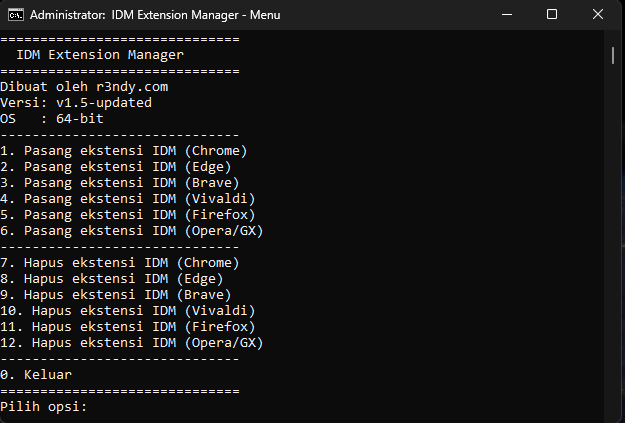 Administrator: IDM Extension Manager - Menu
==============================
IDM Extension Manager
==============================
Dibuat oleh r3ndy.com
Versi: v1.5-updated
OS   : 64-bit
------------------------------
1. Pasang ekstensi IDM (Chrome)
2. Pasang ekstensi IDM (Edge)
3. Pasang ekstensi IDM (Brave)
4. Pasang ekstensi IDM (Vivaldi)
5. Pasang ekstensi IDM (Firefox)
6. Pasang ekstensi IDM (Opera/GX)
------------------------------
7. Hapus ekstensi IDM (Chrome)
8. Hapus ekstensi IDM (Edge)
9. Hapus ekstensi IDM (Brave)
10. Hapus ekstensi IDM (Vivaldi)
11. Hapus ekstensi IDM (Firefox)
12. Hapus ekstensi IDM (Opera/GX)
------------------------------
0. Keluar
==============================
Pilih opsi: